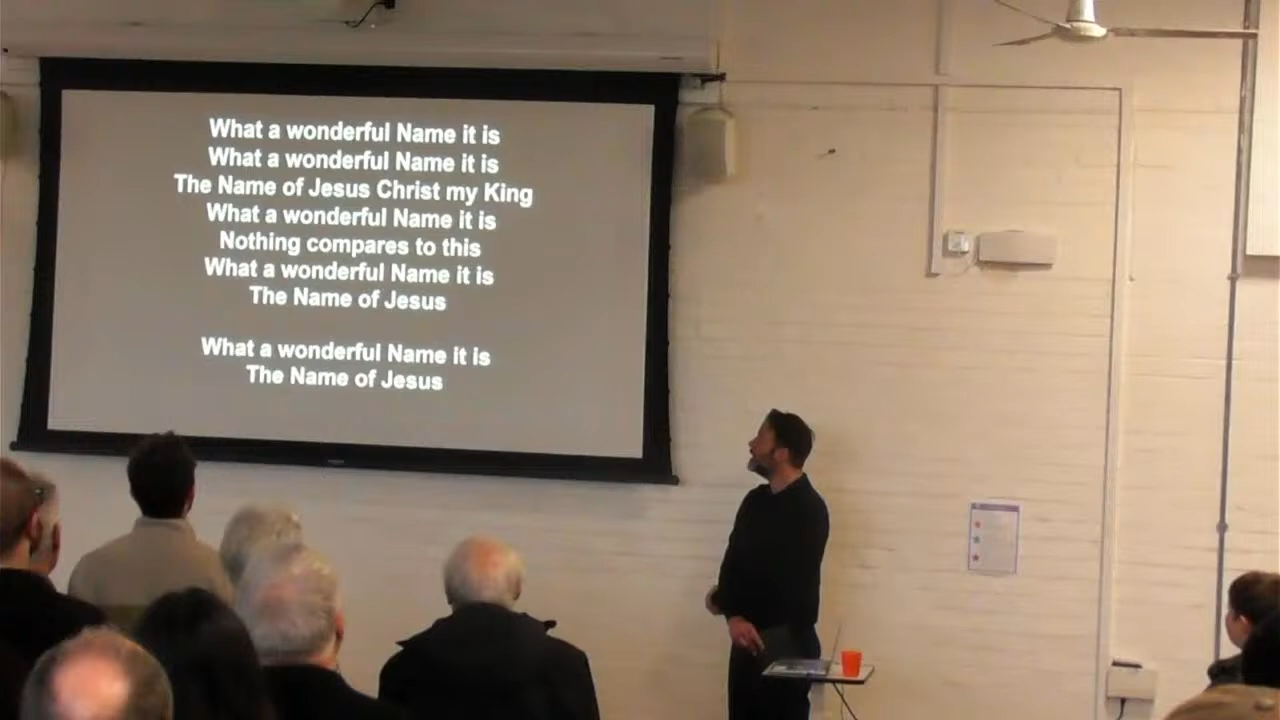 What a wonderful Name it is
What a wonderful Name it is
The Name of Jesus Christ my King
What a wonderful Name it is
Nothing compares to this
What a wonderful Name it is
The Name of Jesus
What a wonderful Name it is
The Name of Jesus